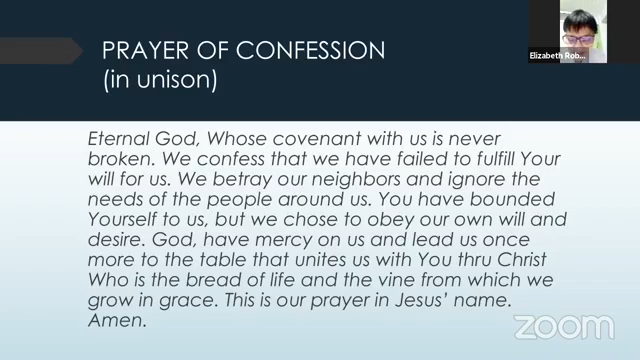 PRAYER OF CONFESSION
(in unison)
Elizabeth Rob...
Eternal God, Whose covenant with us is never
broken. We confess that we have failed to fulfill Your
will for us. We betray our neighbors and ignore the
needs of the people around us. You have bounded
Yourself to us, but we chose to obey our own will and
desire. God, have mercy on us and lead us once
more to the table that unites us with You thru Christ
Who is the bread of life and the vine from which we
grow in grace. This is our prayer in Jesus' name.
Amen.
zoom